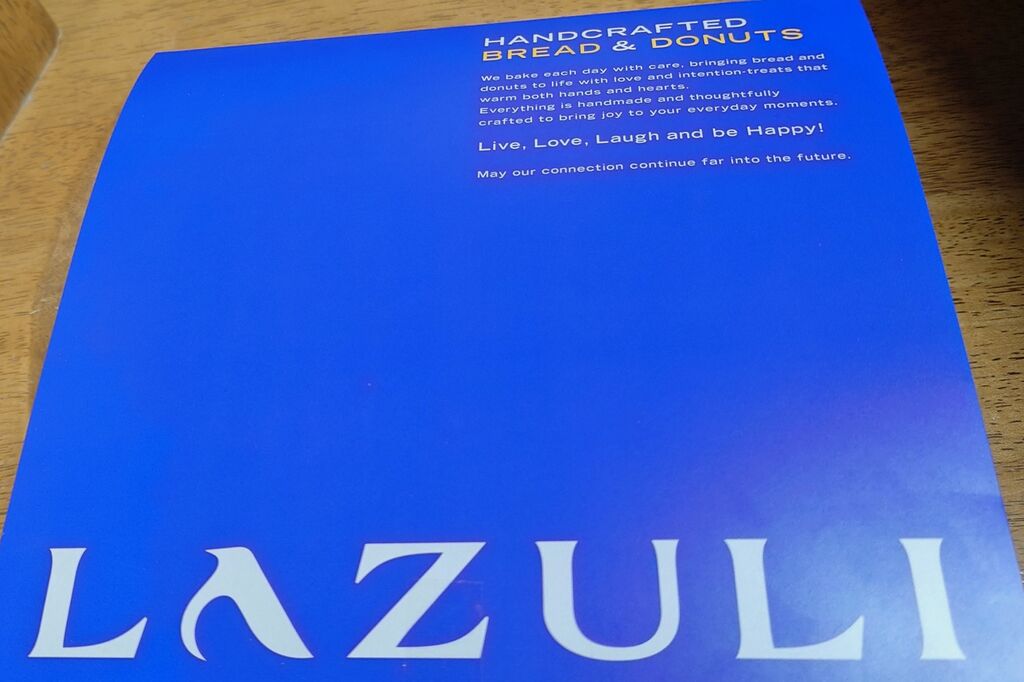 HANDCRAFTED
BREAD & DONUTS
We bake each day with care, bringing bread and
donuts to life with love and intention-treats that
warm both hands and hearts.
Everything is handmade and thoughtfully
crafted to bring joy to your everyday moments.
Live, Love, Laugh and be Happy!
May our connection continue far into the future.
LAZULI